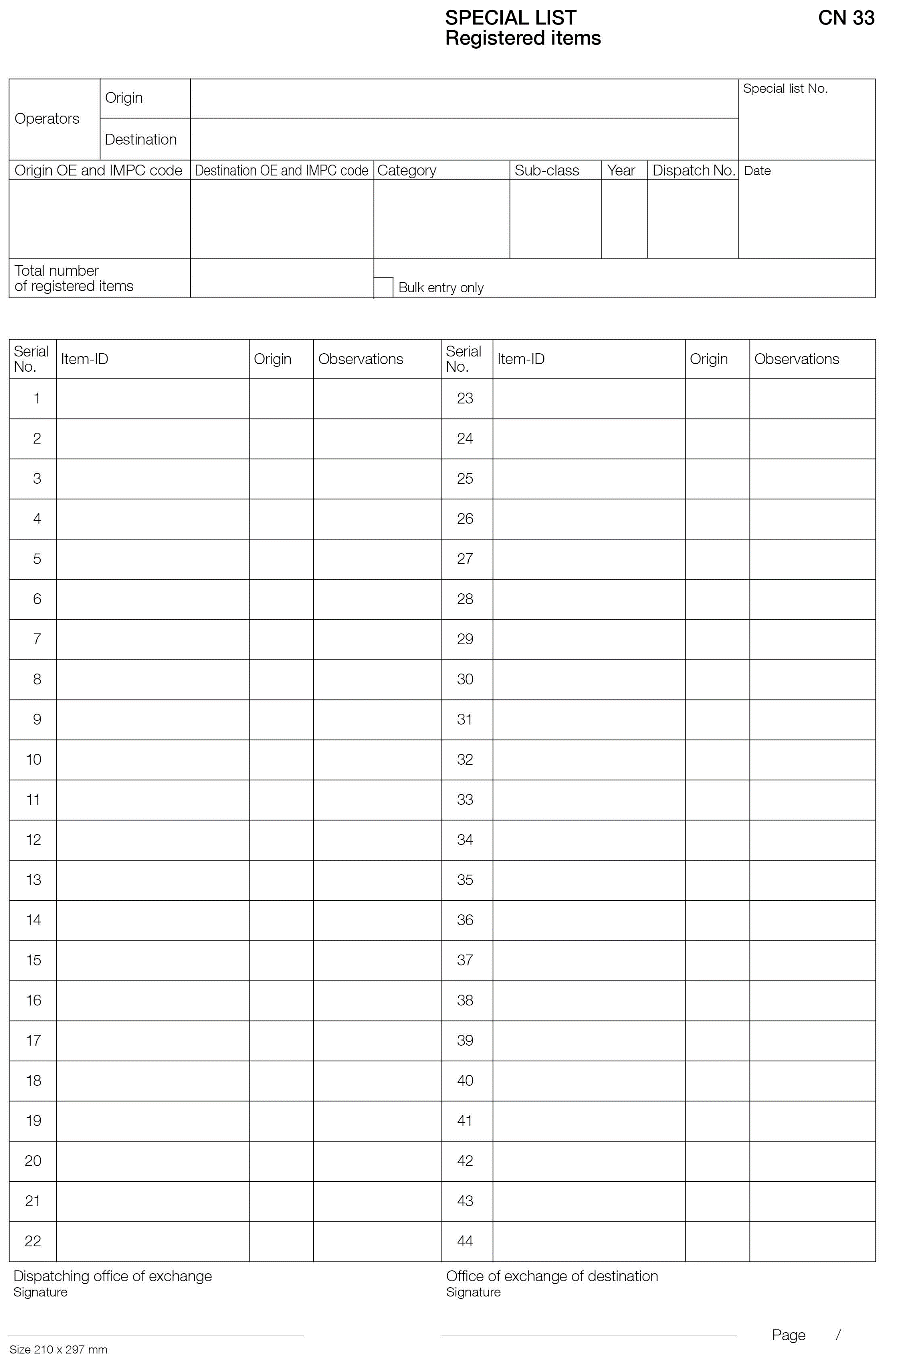 SPECIAL LIST
Registered items
CN 33
Operators
Origin
Destination
Special list No.
Origin OE and IMPC code
Destination OE and IMPC code
Category
Sub-class
Year
Dispatch No.
Date
Total number
of registered items
Bulk entry only
Serial No. Item-ID Origin Observations Serial No. Item-ID Origin Observations
1 23
2 24
3 25
4 26
5 27
6 28
7 29
8 30
9 31
10 32
11 33
12 34
13 35
14 36
15 37
16 38
17 39
18 40
19 41
20 42
21 43
22 44
Dispatching office of exchange
Signature
Office of exchange of destination
Signature
Page /
Size 210 x 297 mm